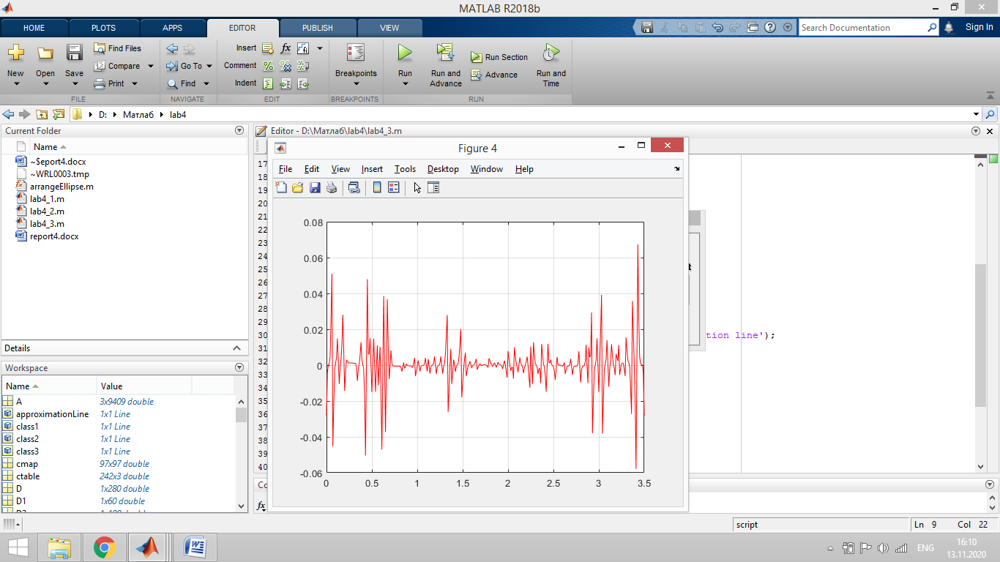 MATLAB R2018b
HOME PLOTS APPS EDITOR PUBLISH VIEW
Search Documentation Sign In
New Open Save Find Files Compare Print
Go To Find
Insert fx
Comment
Indent
Breakpoints Run Run and Advance Run Section Advance Run and Time
FILE NAVIGATE EDIT BREAKPOINTS RUN
D: Матлаб lab4
Current Folder
Name
~$eport4.docx
~WRL0003.tmp
arrangeEllipse.m
lab4_1.m
lab4_2.m
lab4_3.m
report4.docx
Details
Workspace
Name Value
A 3x9409 double
approximationLine 1x1 Line
class1 1x1 Line
class2 1x1 Line
class3 1x1 Line
cmap 97x97 double
ctable 242x3 double
D 1x280 double
D1 1x60 double
Editor - D:\Матлаб\lab4\lab4_3.m
17
18
19
20
21
22
23
24
25
26
27
28
29
30
31
32
33
34
35
36
37
38
39
40
tion line');
Figure 4
File Edit View Insert Tools Desktop Window Help
0.08
0.06
0.04
0.02
0
-0.02
-0.04
-0.06
0 0.5 1 1.5 2 2.5 3 3.5
Co
fx
script Ln 9 Col 22
ENG
16:10
13.11.2020